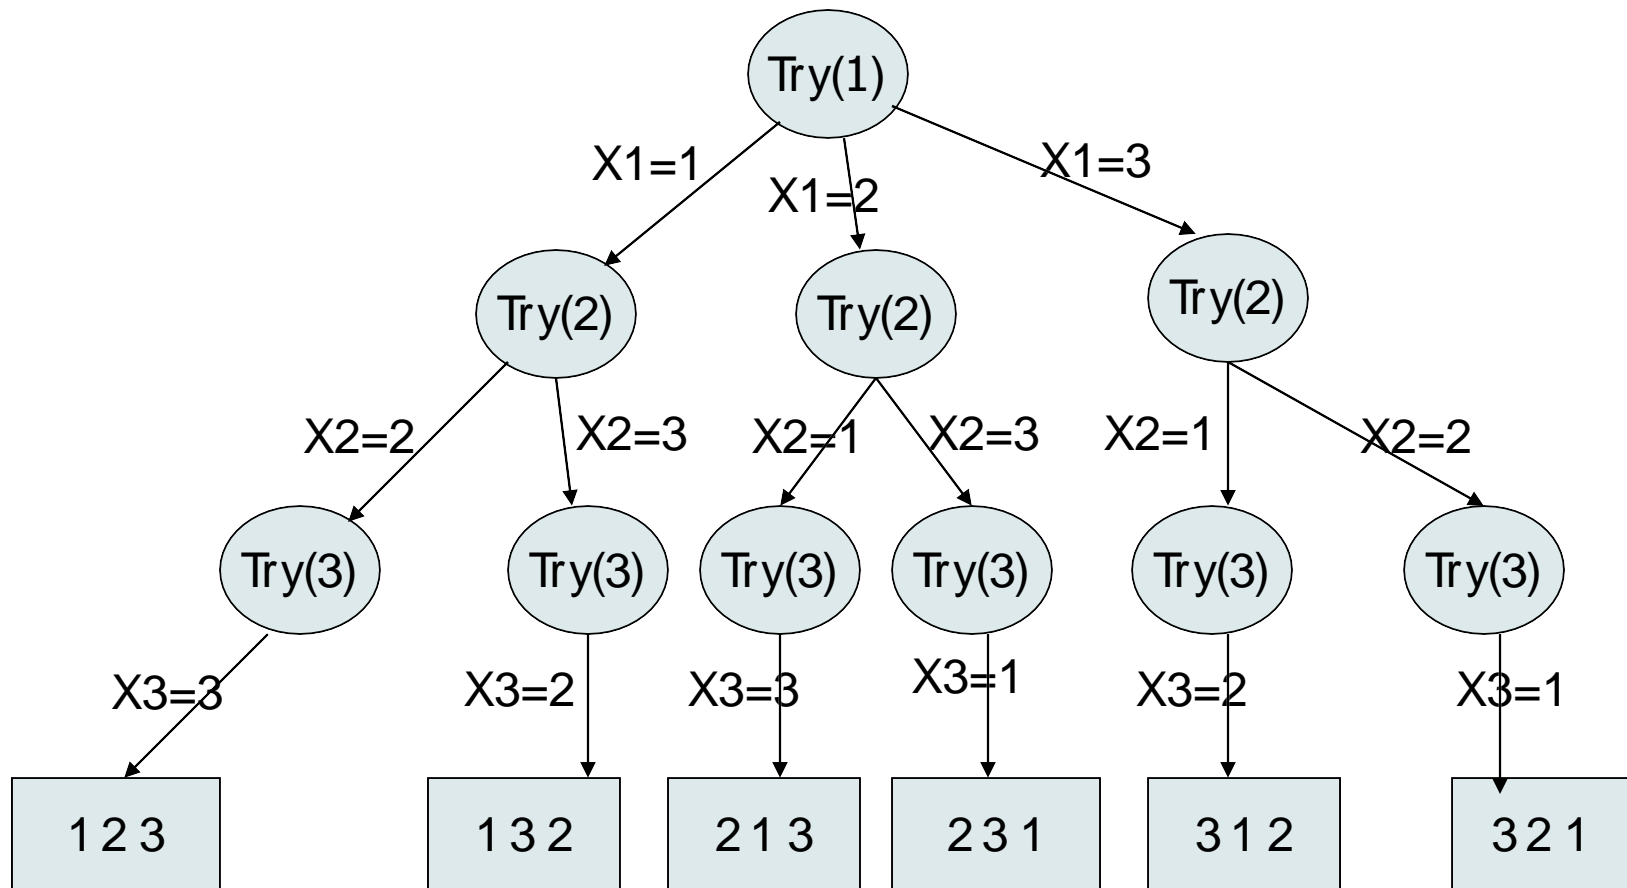 Try(1)
X1=1
X1=2
X1=3
Try(2)
Try(2)
Try(2)
X2=2
X2=3
X2=1
X2=3
X2=1
X2=2
Try(3)
Try(3)
Try(3)
Try(3)
Try(3)
Try(3)
X3=3
X3=2
X3=3
X3=1
X3=2
X3=1
1 2 3
1 3 2
2 1 3
2 3 1
3 1 2
3 2 1